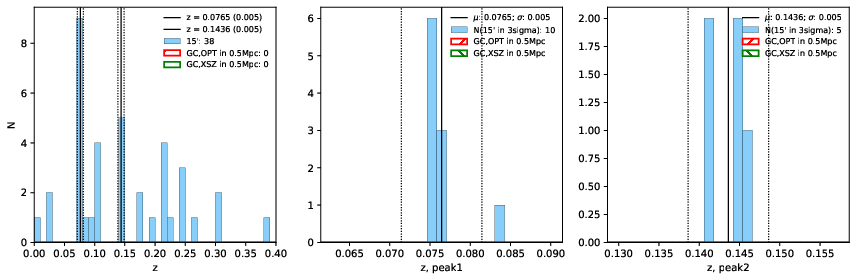 z = 0.0765 (0.005)
z = 0.1436 (0.005)
15': 38
GC,OPT in 0.5Mpc: 0
GC,XSZ in 0.5Mpc: 0
N
8
6
4
2
0
0.00 0.05 0.10 0.15 0.20 0.25 0.30 0.35 0.40
z
μ: 0.0765; σ: 0.005
N(15' in 3sigma): 10
GC,OPT in 0.5Mpc
GC,XSZ in 0.5Mpc
6
5
4
3
2
1
0
0.065 0.070 0.075 0.080 0.085 0.090
z, peak1
μ: 0.1436; σ: 0.005
N(15' in 3sigma): 5
GC,OPT in 0.5Mpc
GC,XSZ in 0.5Mpc
2.00
1.75
1.50
1.25
1.00
0.75
0.50
0.25
0.00
0.130 0.135 0.140 0.145 0.150 0.155
z, peak2